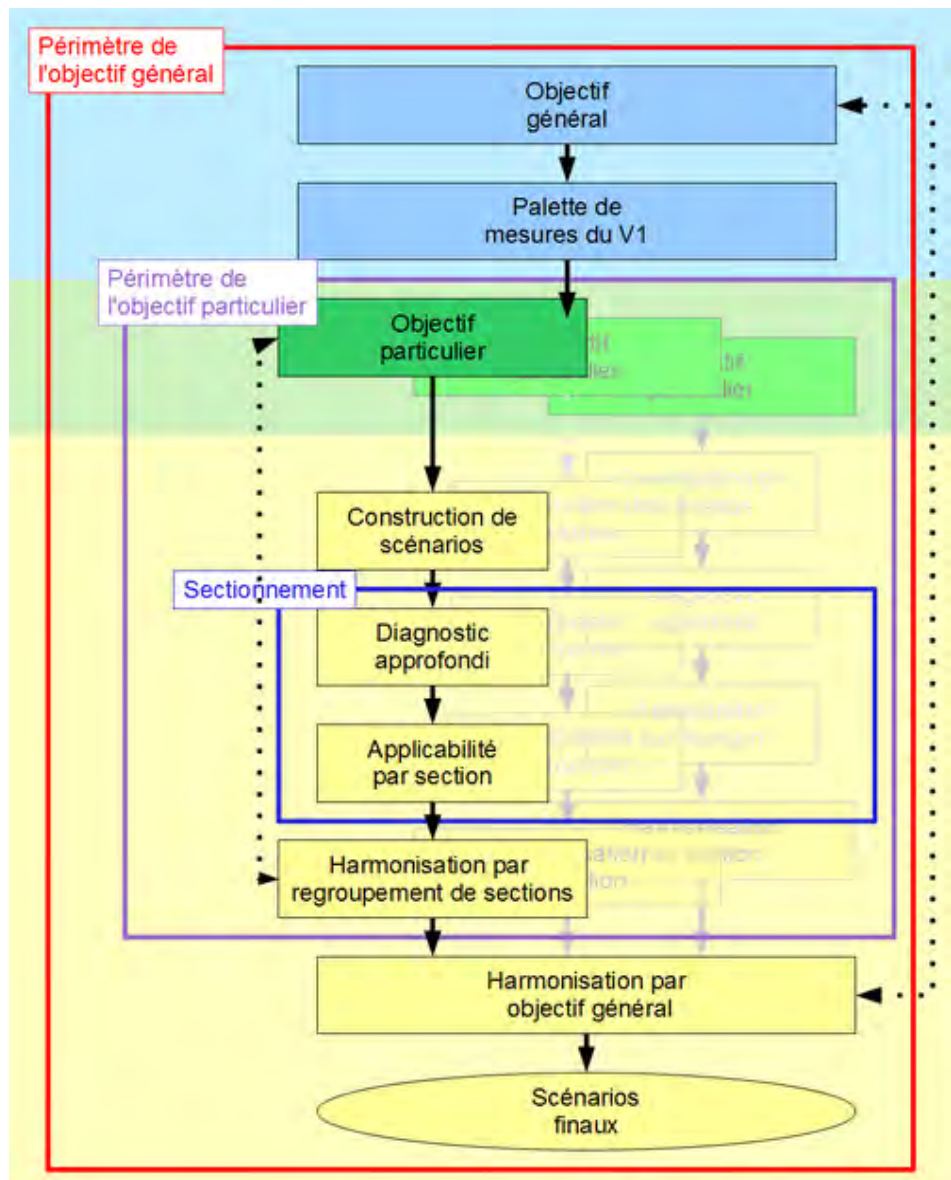 Périmètre de
l'objectif général
Objectif
général
Palette de
mesures du V1
Périmètre de
l'objectif particulier
Objectif
particulier
Construction de
scénarios
Sectionnement
Diagnostic
approfondi
Applicabilité
par section
Harmonisation par
regroupement de sections
Harmonisation par
objectif général
Scénarios
finaux